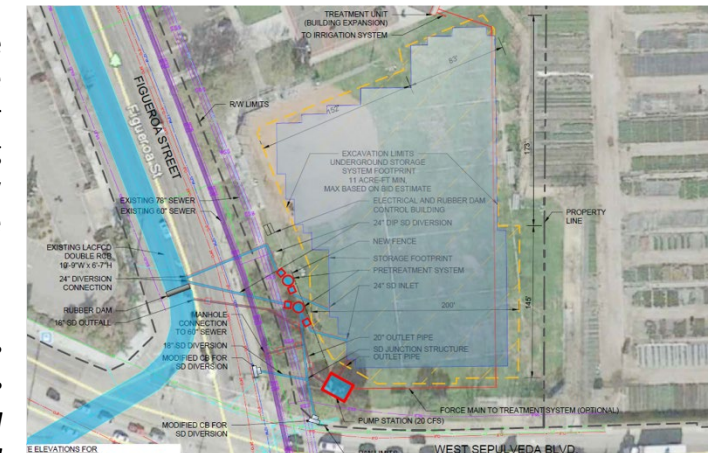 TREATMENT UNIT
(BUILDING EXPANSION)
TO IRRIGATION SYSTEM
83'
FIGUEROA STREET
Figueroa St
R/W LIMITS
173'
EXCAVATION LIMITS
UNDERGROUND STORAGE
SYSTEM FOOTPRINT
11 ACRE-FT MIN
MAX BASED ON BID ESTIMATE
EXISTING 78" SEWER
EXISTING 60" SEWER
ELECTRICAL AND RUBBER DAM
CONTROL BUILDING
24" DIP SD DIVERSION
PROPERTY
LINE
EXISTING LACFCD
DOUBLE RCB
10'-9"W x 6'-7"H
NEW FENCE
STORAGE FOOTPRINT
PRETREATMENT SYSTEM
24" DIVERSION
CONNECTION
24" SD INLET
RUBBER DAM
18" SD OUTFALL
200'
145'
MANHOLE
CONNECTION
TO 60" SEWER
18" SD DIVERSION
MODIFIED CB FOR
SD DIVERSION
20" OUTLET PIPE
SD JUNCTION STRUCTURE
OUTLET PIPE
FORCE MAIN TO TREATMENT SYSTEM (OPTIONAL)
PUMP STATION (20 CFS)
MODIFIED CB FOR
SD DIVERSION
E ELEVATIONS FOR
WEST SEPULVEDA BLVD